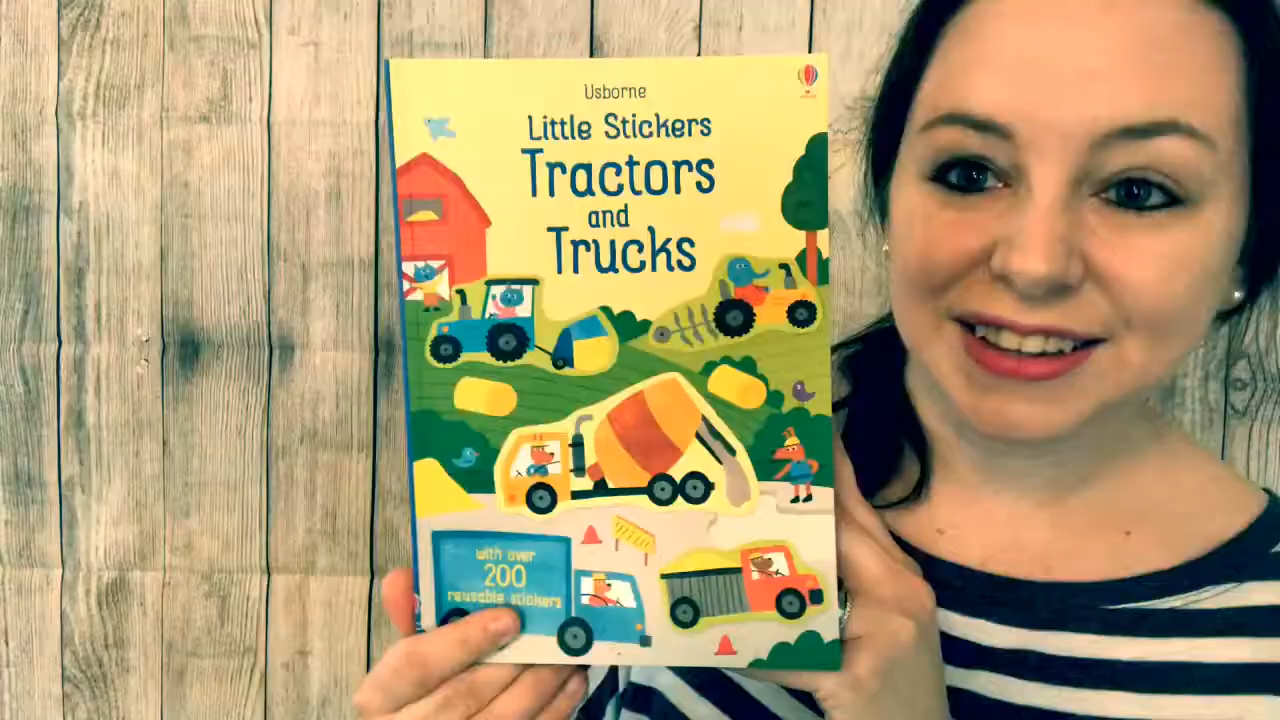 Usborne
Little Stickers
Tractors
and
Trucks
with over
200
reusable stickers